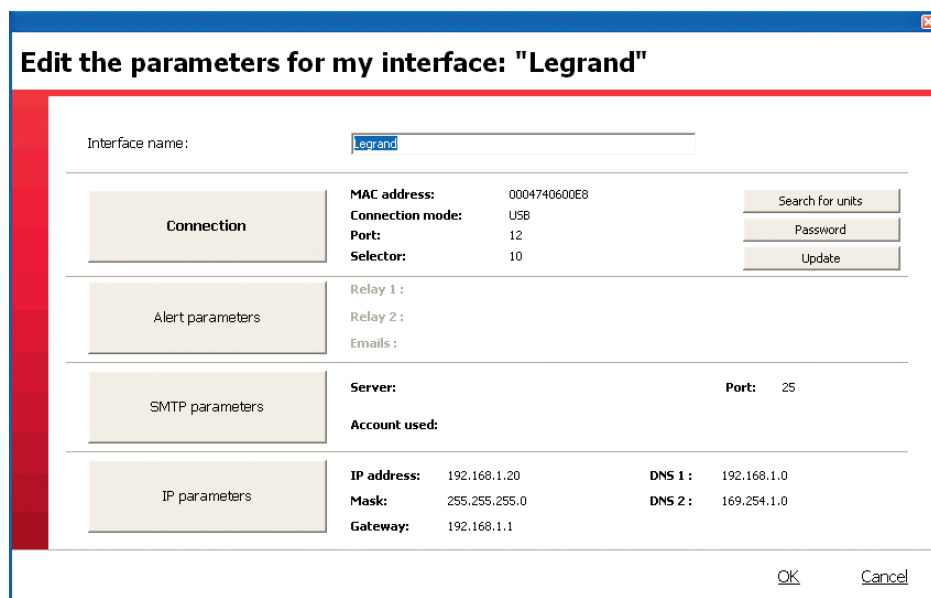 Edit the parameters for my interface: "Legrand"
Interface name: Legrand
Connection
MAC address: 0004740600E8
Connection mode: USB
Port: 12
Selector: 10
Search for units
Password
Update
Alert parameters
Relay 1 :
Relay 2 :
Emails :
SMTP parameters
Server: Port: 25
Account used:
IP parameters
IP address: 192.168.1.20 DNS 1 : 192.168.1.0
Mask: 255.255.255.0 DNS 2 : 169.254.1.0
Gateway: 192.168.1.1
OK Cancel